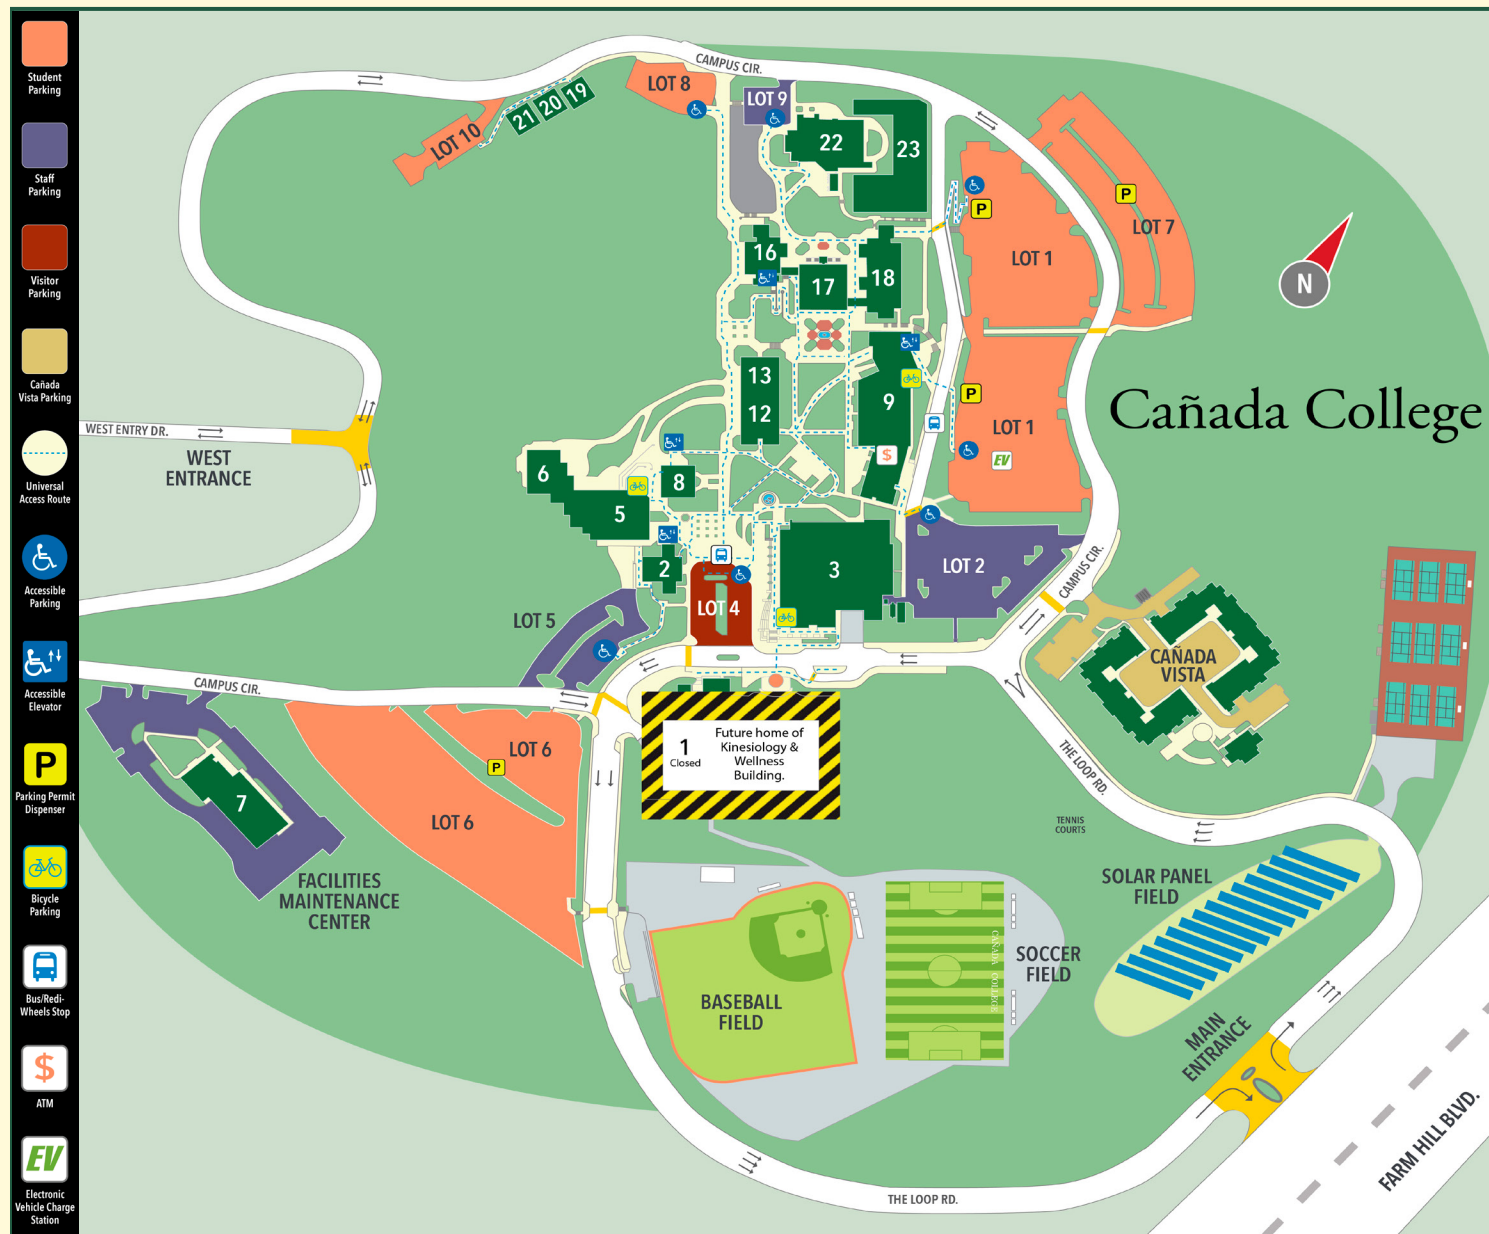 Student
Parking
Staff
Parking
Visitor
Parking
Cañada
Vista Parking
Universal
Access Route
Accessible
Parking
Accessible
Elevator
P
Parking Permit
Dispenser
Bicycle
Parking
Bus/Redi-
Wheels Stop
$
ATM
EV
Electronic
Vehicle Charge
Station
CAMPUS CIR.
LOT 8
LOT 9
21 20 19
LOT 10
22
23
P
P
LOT 7
LOT 1
16
17
18
N
13
12
9
P
LOT 1
EV
$
Cañada College
WEST ENTRY DR.
WEST
ENTRANCE
6
5
8
2
3
LOT 4
LOT 2
CAMPUS CIR.
LOT 5
CAÑADA
VISTA
CAMPUS CIR.
LOT 6
P
LOT 6
7
FACILITIES
MAINTENANCE
CENTER
1
Closed
Future home of
Kinesiology &
Wellness
Building.
THE LOOP RD.
TENNIS
COURTS
SOLAR PANEL
FIELD
SOCCER
FIELD
CAÑADA COLLEGE
BASEBALL
FIELD
MAIN
ENTRANCE
THE LOOP RD.
FARM HILL BLVD.